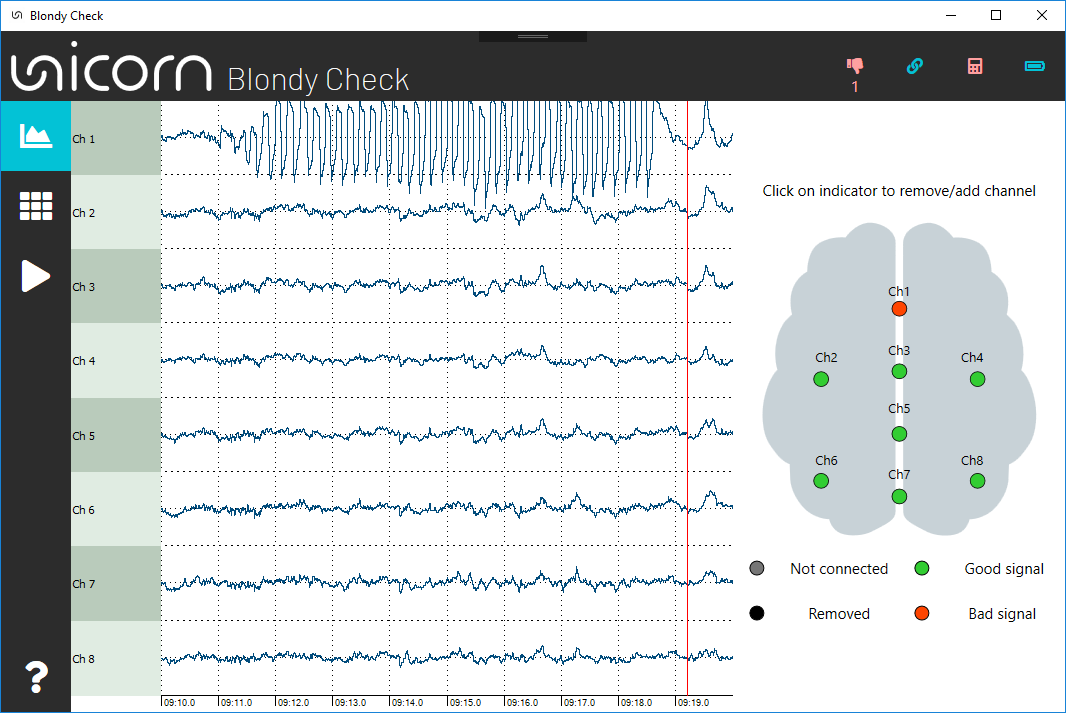 Blondy Check
unicorn Blondy Check
1
Ch 1
Ch 2
Ch 3
Ch 4
Ch 5
Ch 6
Ch 7
Ch 8
09:10.0 09:11.0 09:12.0 09:13.0 09:14.0 09:15.0 09:16.0 09:17.0 09:18.0 09:19.0
Click on indicator to remove/add channel
Ch1
Ch2 Ch3 Ch4
Ch5
Ch6 Ch7 Ch8
Not connected Good signal
Removed Bad signal
?